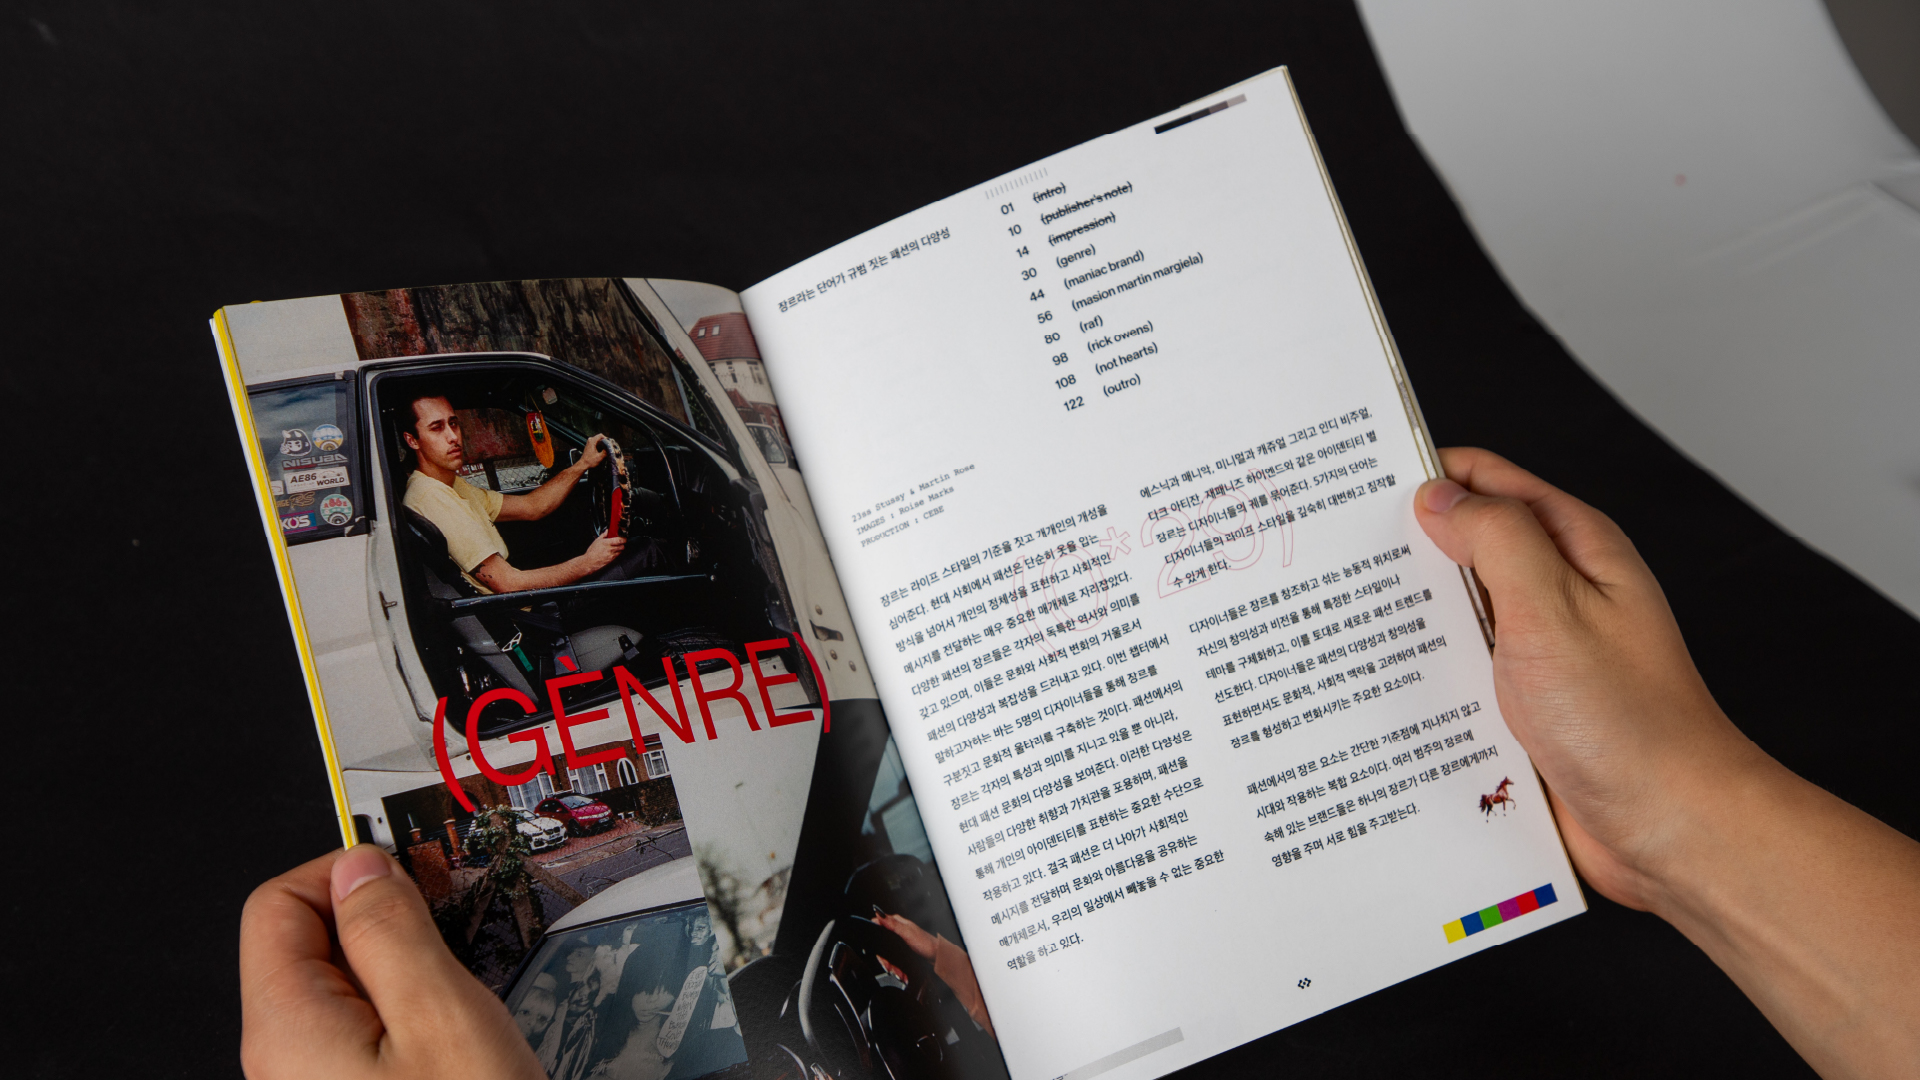 NISUBA
AE86
WORLD
KOS
(GÈNRE)
장르라는 단어가 규범 짓는 패션의 다양성
01 (intro)
10 (publisher's note)
14 (impression)
30 (genre)
44 (maniac brand)
56 (masion martin margiela)
80 (raf)
98 (rick owens)
108 (not hearts)
122 (outro)
23ss Stussy & Martin Rose
IMAGES : Roise Marks
PRODUCTION : CEBE
(0*29)
장르는 라이프 스타일의 기준을 짓고 개개인의 개성을
심어준다. 현대 사회에서 패션은 단순히 옷을 입는
방식을 넘어서 개인의 정체성을 표현하고 사회적인
메시지를 전달하는 매우 중요한 매개체로 자리잡았다.
다양한 패션의 장르들은 각자의 독특한 역사와 의미를
갖고 있으며, 이들은 문화와 사회적 변화의 거울로서
패션의 다양성과 복잡성을 드러내고 있다. 이번 챕터에서
말하고자하는 바는 5명의 디자이너들을 통해 장르를
구분짓고 문화적 울타리를 구축하는 것이다. 패션에서의
장르는 각자의 특성과 의미를 지니고 있을 뿐 아니라,
현대 패션 문화의 다양성을 보여준다. 이러한 다양성은
사람들의 다양한 취향과 가치관을 포용하며, 패션을
통해 개인의 아이덴티티를 표현하는 중요한 수단으로
작용하고 있다. 결국 패션은 더 나아가 사회적인
메시지를 전달하며 문화와 아름다움을 공유하는
매개체로서, 우리의 일상에서 빼놓을 수 없는 중요한
역할을 하고 있다.
에스닉과 매니악, 미니멀과 캐쥬얼 그리고 인디 비주얼,
다크 아티잔, 재패니즈 하이엔드와 같은 아이덴티티 별
장르는 디자이너들의 궤를 묶어준다. 5가지의 단어는
디자이너들의 라이프 스타일을 깊숙히 대변하고 짐작할
수 있게 한다.
디자이너들은 장르를 창조하고 섞는 능동적 위치로써
자신의 창의성과 비전을 통해 특정한 스타일이나
테마를 구체화하고, 이를 토대로 새로운 패션 트렌드를
선도한다. 디자이너들은 패션의 다양성과 창의성을
표현하면서도 문화적, 사회적 맥락을 고려하여 패션의
장르를 형성하고 변화시키는 주요한 요소이다.
패션에서의 장르 요소는 간단한 기준점에 지나치지 않고
시대와 작용하는 복합 요소이다. 여러 범주의 장르에
속해 있는 브랜드들은 하나의 장르가 다른 장르에게까지
영향을 주며 서로 힘을 주고받는다.